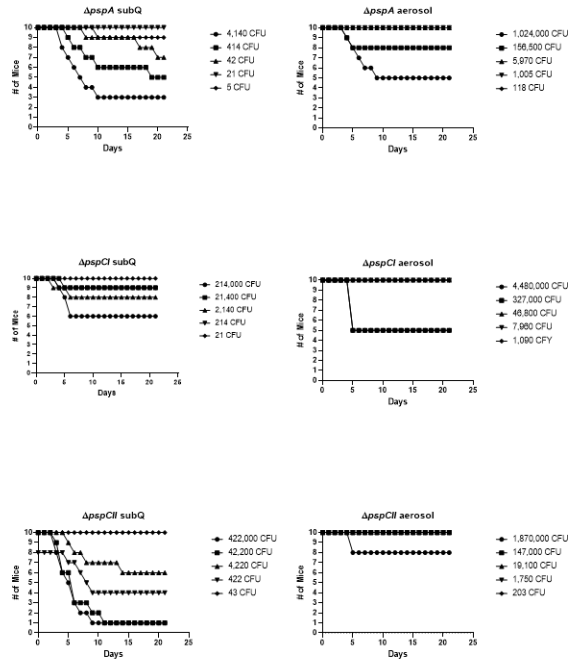 ΔpspA subQ
# of Mice
10
9
8
7
6
5
4
3
2
1
0
0 5 10 15 20 25
Days
4,140 CFU
414 CFU
42 CFU
21 CFU
5 CFU
ΔpspA aerosol
# of Mice
10
9
8
7
6
5
4
3
2
1
0
0 5 10 15 20 25
Days
1,024,000 CFU
156,500 CFU
5,970 CFU
1,005 CFU
118 CFU
ΔpspCI subQ
# of Mice
10
9
8
7
6
5
4
3
2
1
0
0 5 10 15 20 25
Days
214,000 CFU
21,400 CFU
2,140 CFU
214 CFU
21 CFU
ΔpspCI aerosol
# of Mice
10
9
8
7
6
5
4
3
2
1
0
0 5 10 15 20 25
Days
4,480,000 CFU
327,000 CFU
46,800 CFU
7,960 CFU
1,090 CFY
ΔpspCII subQ
# of Mice
10
9
8
7
6
5
4
3
2
1
0
0 5 10 15 20 25
Days
422,000 CFU
42,200 CFU
4,220 CFU
422 CFU
43 CFU
ΔpspCII aerosol
# of Mice
10
9
8
7
6
5
4
3
2
1
0
0 5 10 15 20 25
Days
1,870,000 CFU
147,000 CFU
19,100 CFU
1,750 CFU
203 CFU